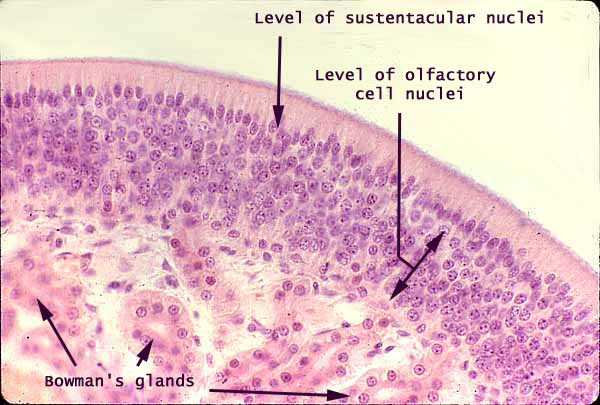 Level of sustentacular nuclei
Level of olfactory
cell nuclei
Bowman's glands